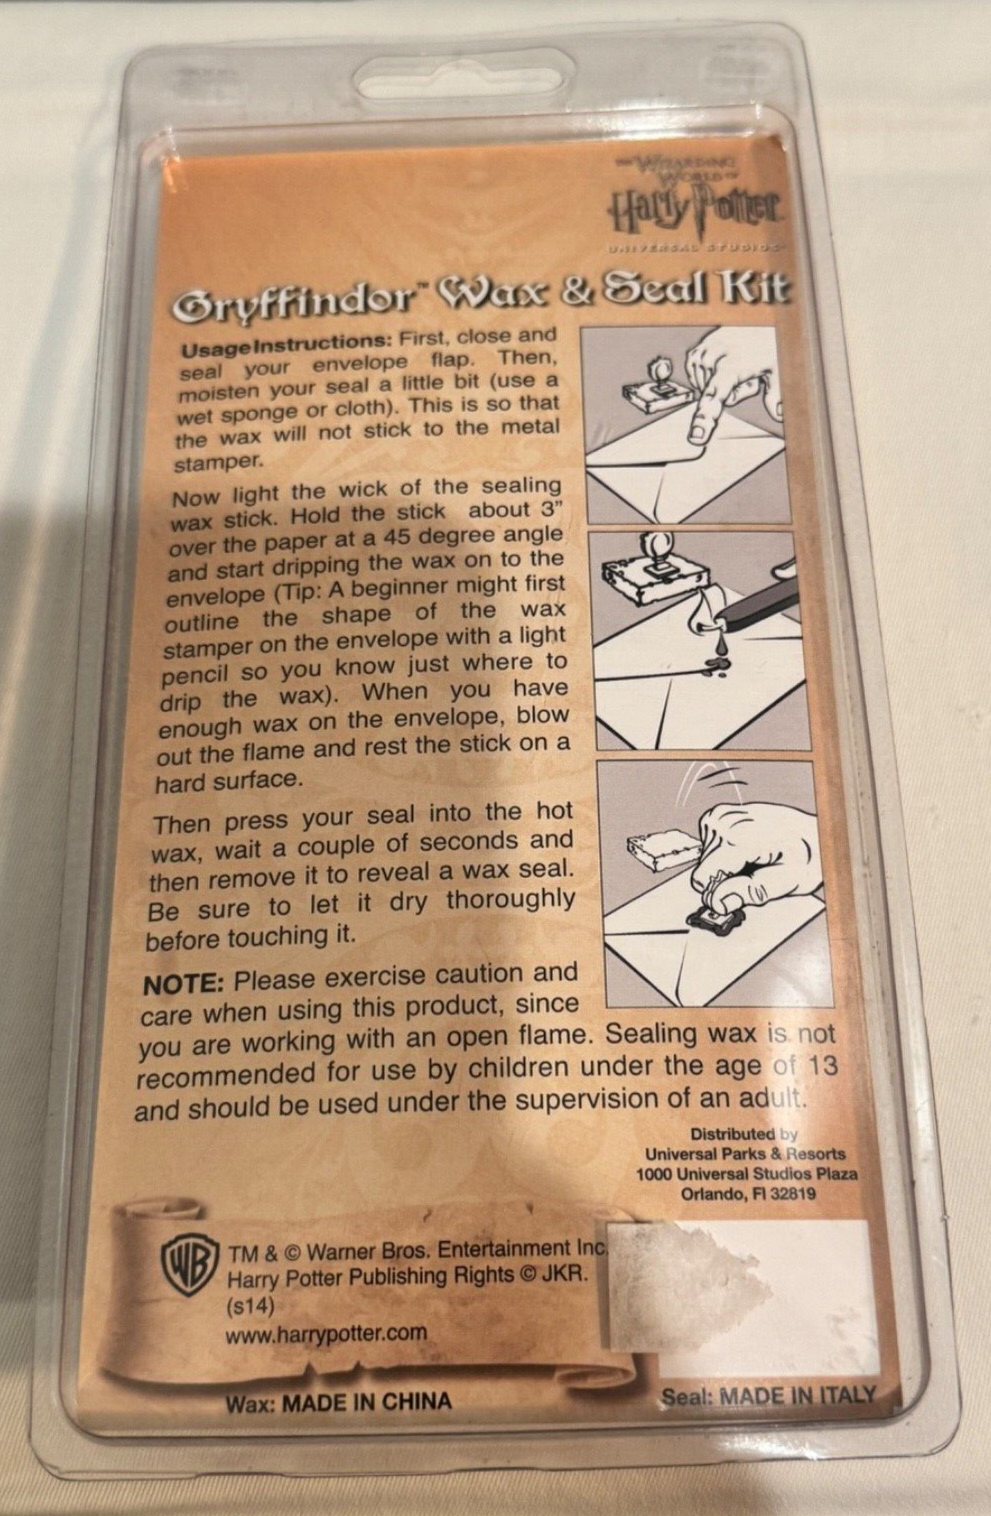 THE WIZARDING
WORLD OF
Harry Potter
UNIVERSAL STUDIOS
Gryffindor™ Wax & Seal Kit
Usage Instructions: First, close and
seal your envelope flap. Then,
moisten your seal a little bit (use a
wet sponge or cloth). This is so that
the wax will not stick to the metal
stamper.
Now light the wick of the sealing
wax stick. Hold the stick about 3”
over the paper at a 45 degree angle
and start dripping the wax on to the
envelope (Tip: A beginner might first
outline the shape of the wax
stamper on the envelope with a light
pencil so you know just where to
drip the wax). When you have
enough wax on the envelope, blow
out the flame and rest the stick on a
hard surface.
Then press your seal into the hot
wax, wait a couple of seconds and
then remove it to reveal a wax seal.
Be sure to let it dry thoroughly
before touching it.
NOTE: Please exercise caution and
care when using this product, since
you are working with an open flame. Sealing wax is not
recommended for use by children under the age of 13
and should be used under the supervision of an adult.
Distributed by
Universal Parks & Resorts
1000 Universal Studios Plaza
Orlando, Fl 32819
WB
TM & © Warner Bros. Entertainment Inc.
Harry Potter Publishing Rights © JKR.
(s14)
www.harrypotter.com
Wax: MADE IN CHINA
Seal: MADE IN ITALY